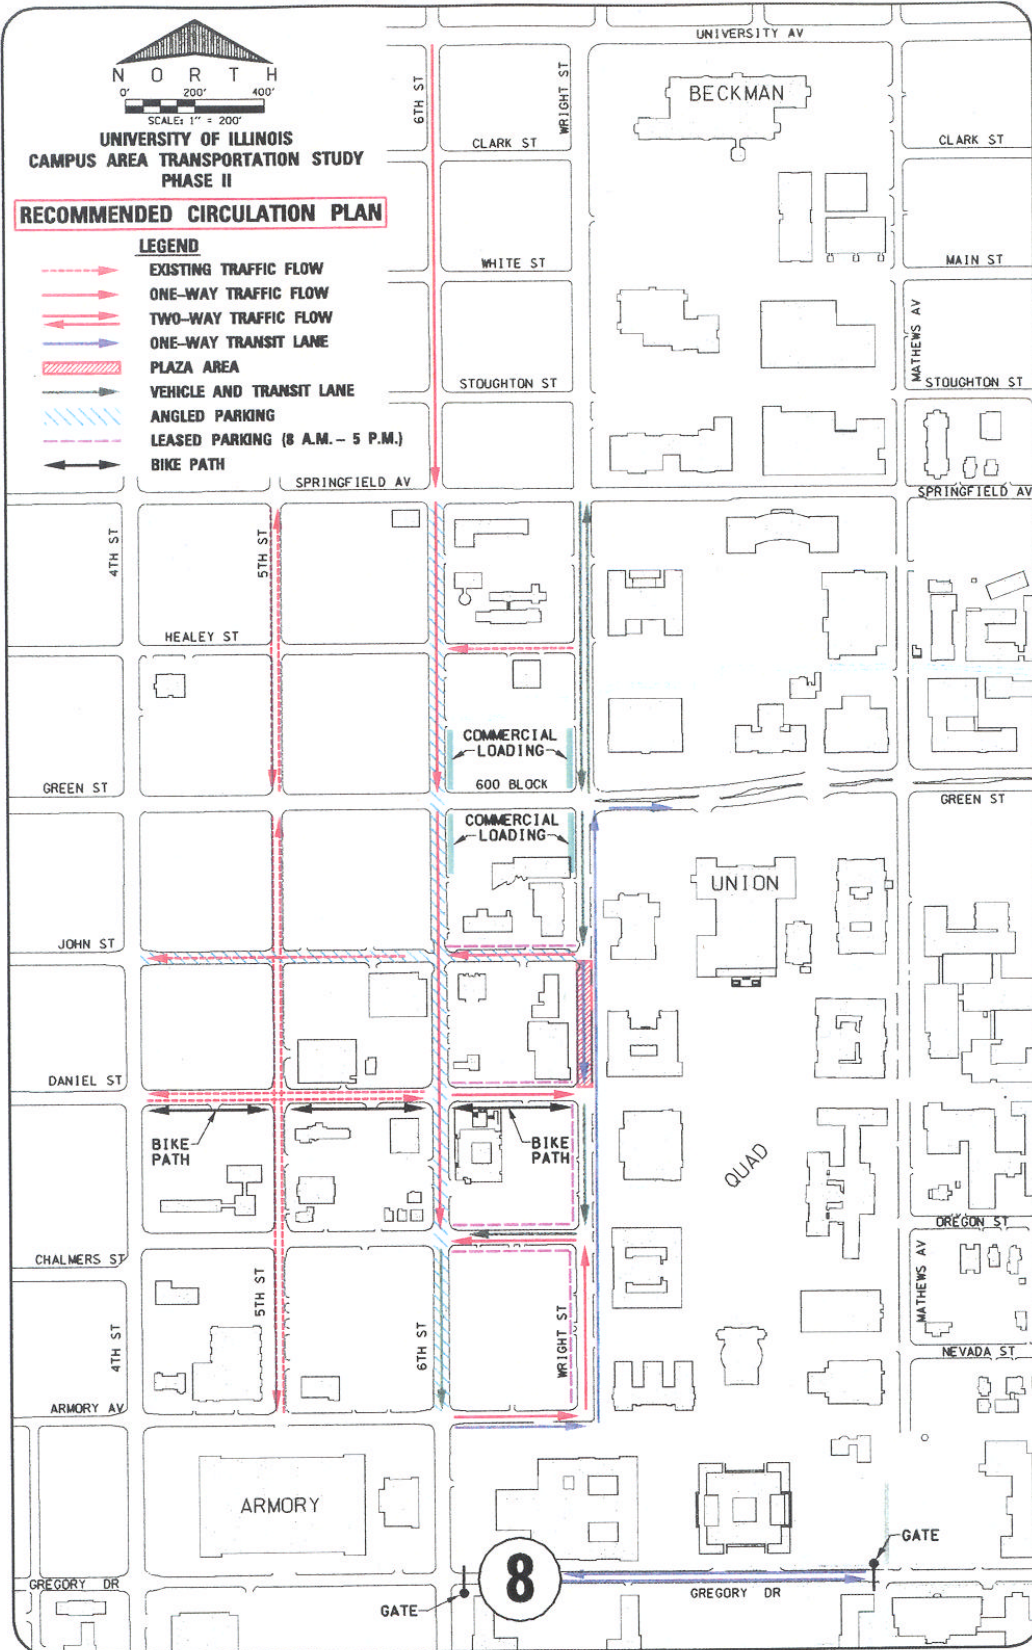 UNIVERSITY AV
NORTH
0' 200' 400'
SCALE: 1" = 200'
UNIVERSITY OF ILLINOIS
CAMPUS AREA TRANSPORTATION STUDY
PHASE II
RECOMMENDED CIRCULATION PLAN
LEGEND
EXISTING TRAFFIC FLOW
ONE-WAY TRAFFIC FLOW
TWO-WAY TRAFFIC FLOW
ONE-WAY TRANSIT LANE
PLAZA AREA
VEHICLE AND TRANSIT LANE
ANGLED PARKING
LEASED PARKING (8 A.M. - 5 P.M.)
BIKE PATH
6TH ST
WRIGHT ST
BECKMAN
CLARK ST
CLARK ST
WHITE ST
MAIN ST
MATHEWS AV
STOUGHTON ST
STOUGHTON ST
SPRINGFIELD AV
SPRINGFIELD AV
4TH ST
5TH ST
HEALEY ST
COMMERCIAL
LOADING
600 BLOCK
GREEN ST
GREEN ST
COMMERCIAL
LOADING
UNION
JOHN ST
DANIEL ST
BIKE
PATH
BIKE
PATH
QUAD
OREGON ST
CHALMERS ST
MATHEWS AV
4TH ST
5TH ST
6TH ST
WRIGHT ST
NEVADA ST
ARMORY AV
ARMORY
GATE
8
GREGORY DR
GREGORY DR
GATE